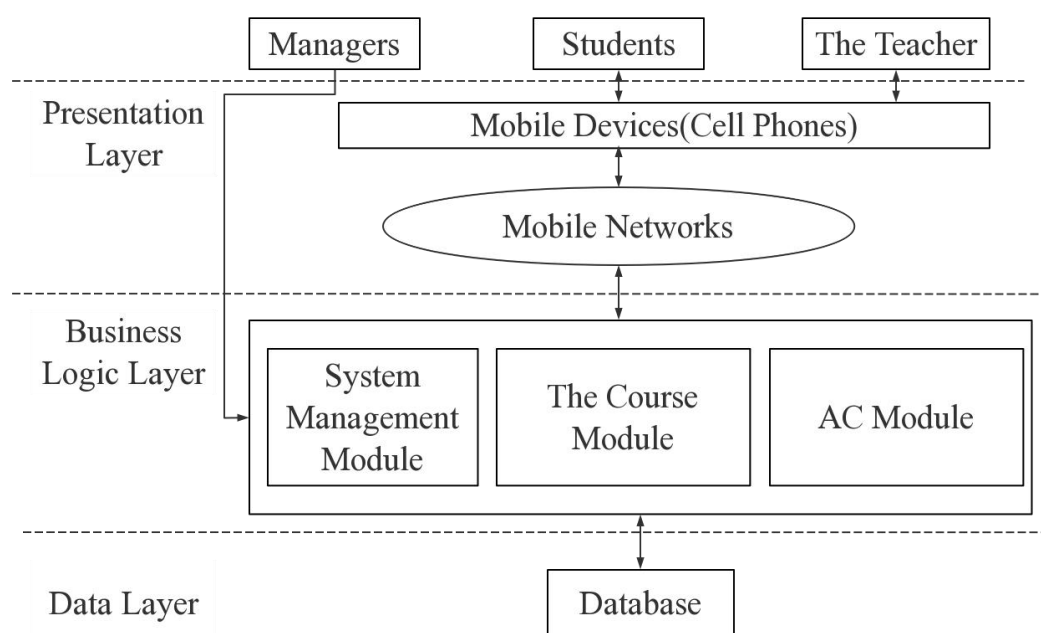 Managers
Students
The Teacher
Presentation
Layer
Mobile Devices(Cell Phones)
Mobile Networks
Business
Logic Layer
System
Management
Module
The Course
Module
AC Module
Data Layer
Database